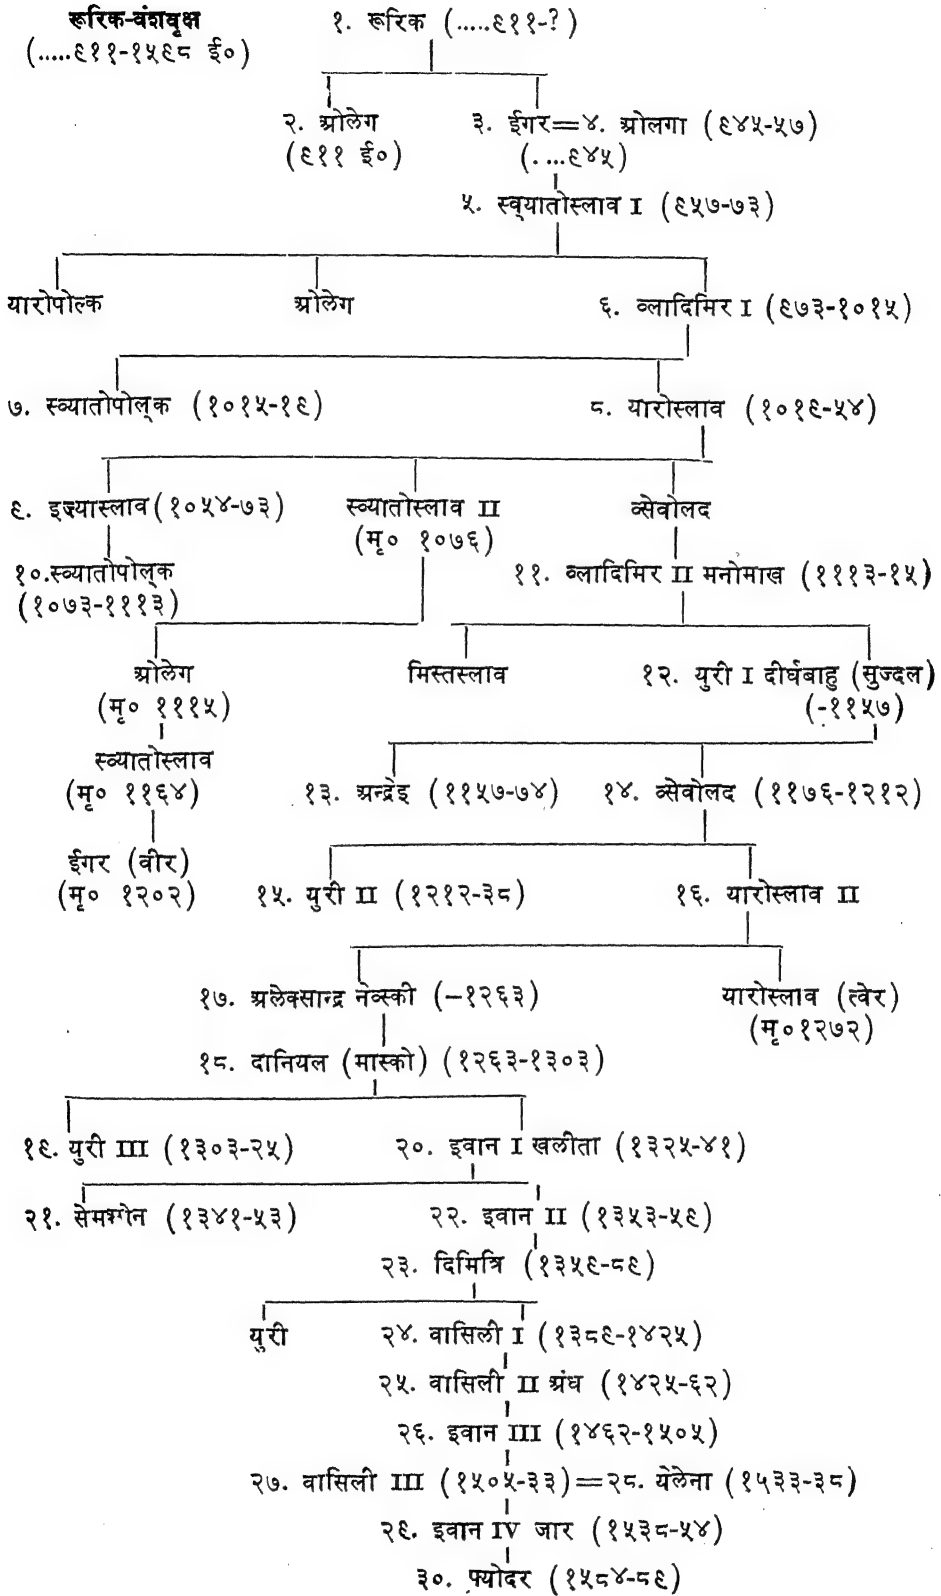 रूरिक-वंशवृक्ष
(.....९११-१५९८ ई०)
१. रूरिक (.....९११-?)
२. ओलेग
(९११ ई०)
३. ईगर=४. ओलगा (९४५-५७)
(....९४५)
५. स्व्यातोस्लाव I (९५७-७३)
यारोपोल्क ओलेग ६. व्लादिमिर I (९७३-१०१५)
७. स्व्यातोपोल्क (१०१५-१९) ८. यारोस्लाव (१०१९-५४)
९. इज्यास्लाव(१०५४-७३) स्व्यातोस्लाव II व्सेवोलद
(मृ० १०७६)
१०.स्व्यातोपोल्क ११. व्लादिमिर II मनोमाख (१११३-१५)
(१०७३-१११३)
ओलेग मिस्तस्लाव १२. युरी I दीर्घबाहु (सुज्दल)
(मृ० १११५) (-११५७)
स्व्यातोस्लाव
(मृ० ११६४) १३. अन्द्रेइ (११५७-७४) १४. व्सेवोलद (११७६-१२१२)
ईगर (वीर)
(मृ० १२०२) १५. युरी II (१२१२-३८) १६. यारोस्लाव II
१७. अलेक्सान्द्र नेव्स्की (-१२६३) यारोस्लाव (त्वेर)
(मृ०१२७२)
१८. दानियल (मास्को) (१२६३-१३०३)
१९. युरी III (१३०३-२५) २०. इवान I खलीता (१३२५-४१)
२१. सेमओन (१३४१-५३) २२. इवान II (१३५३-५९)
२३. दिमित्रि (१३५९-८९)
युरी २४. वासिली I (१३८९-१४२५)
२५. वासिली II अंध (१४२५-६२)
२६. इवान III (१४६२-१५०५)
२७. वासिली III (१५०५-३३)=२८. येलेना (१५३३-३८)
२९. इवान IV जार (१५३८-५४)
३०. फ्योदर (१५८४-८९)